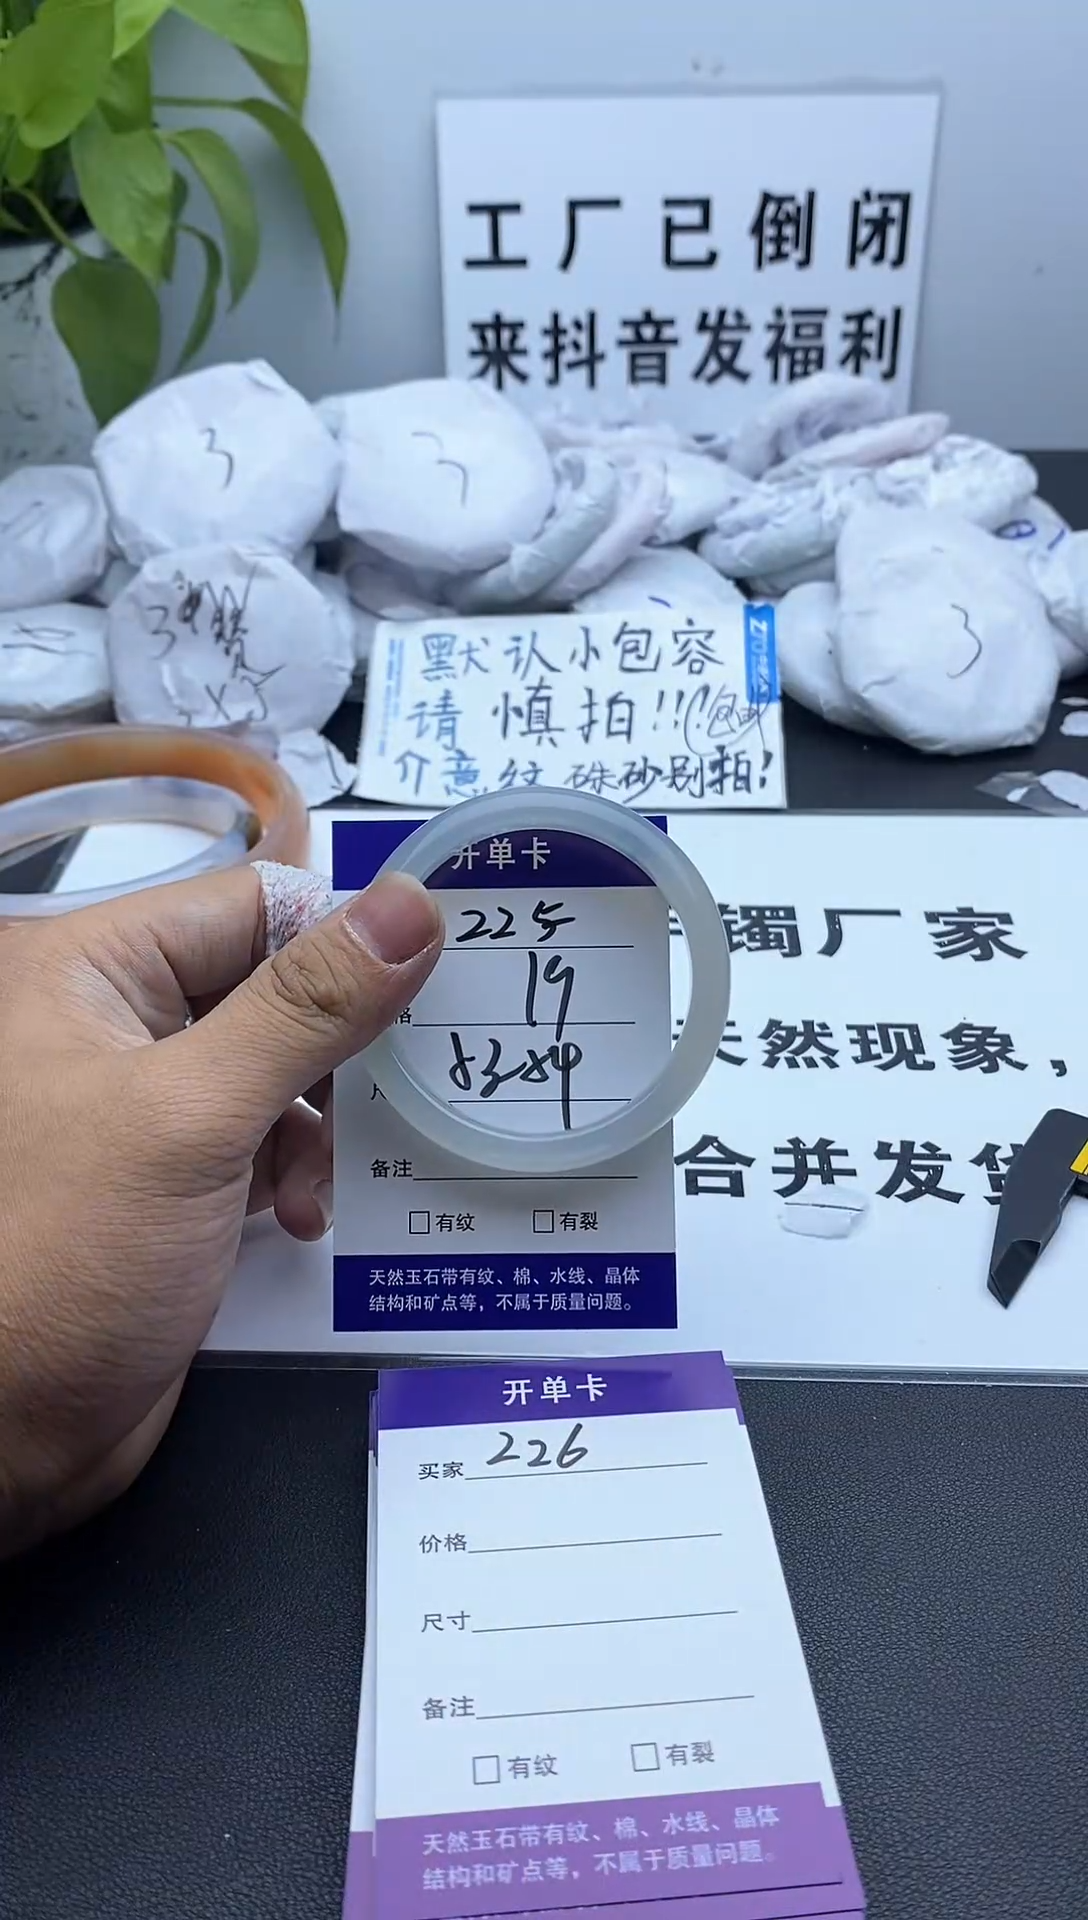 工厂已倒闭
来抖音发福利
3
3
3
3
默认小包容
请慎拍!!!
介意纹 硃砂别拍!
镯厂家
天然现象，
合并发货
开单卡
225
格 19
53x4
备注
有纹 有裂
天然玉石带有纹、棉、水线、晶体
结构和矿点等，不属于质量问题。
开单卡
买家 226
价格
尺寸
备注
有纹 有裂
天然玉石带有纹、棉、水线、晶体
结构和矿点等，不属于质量问题。